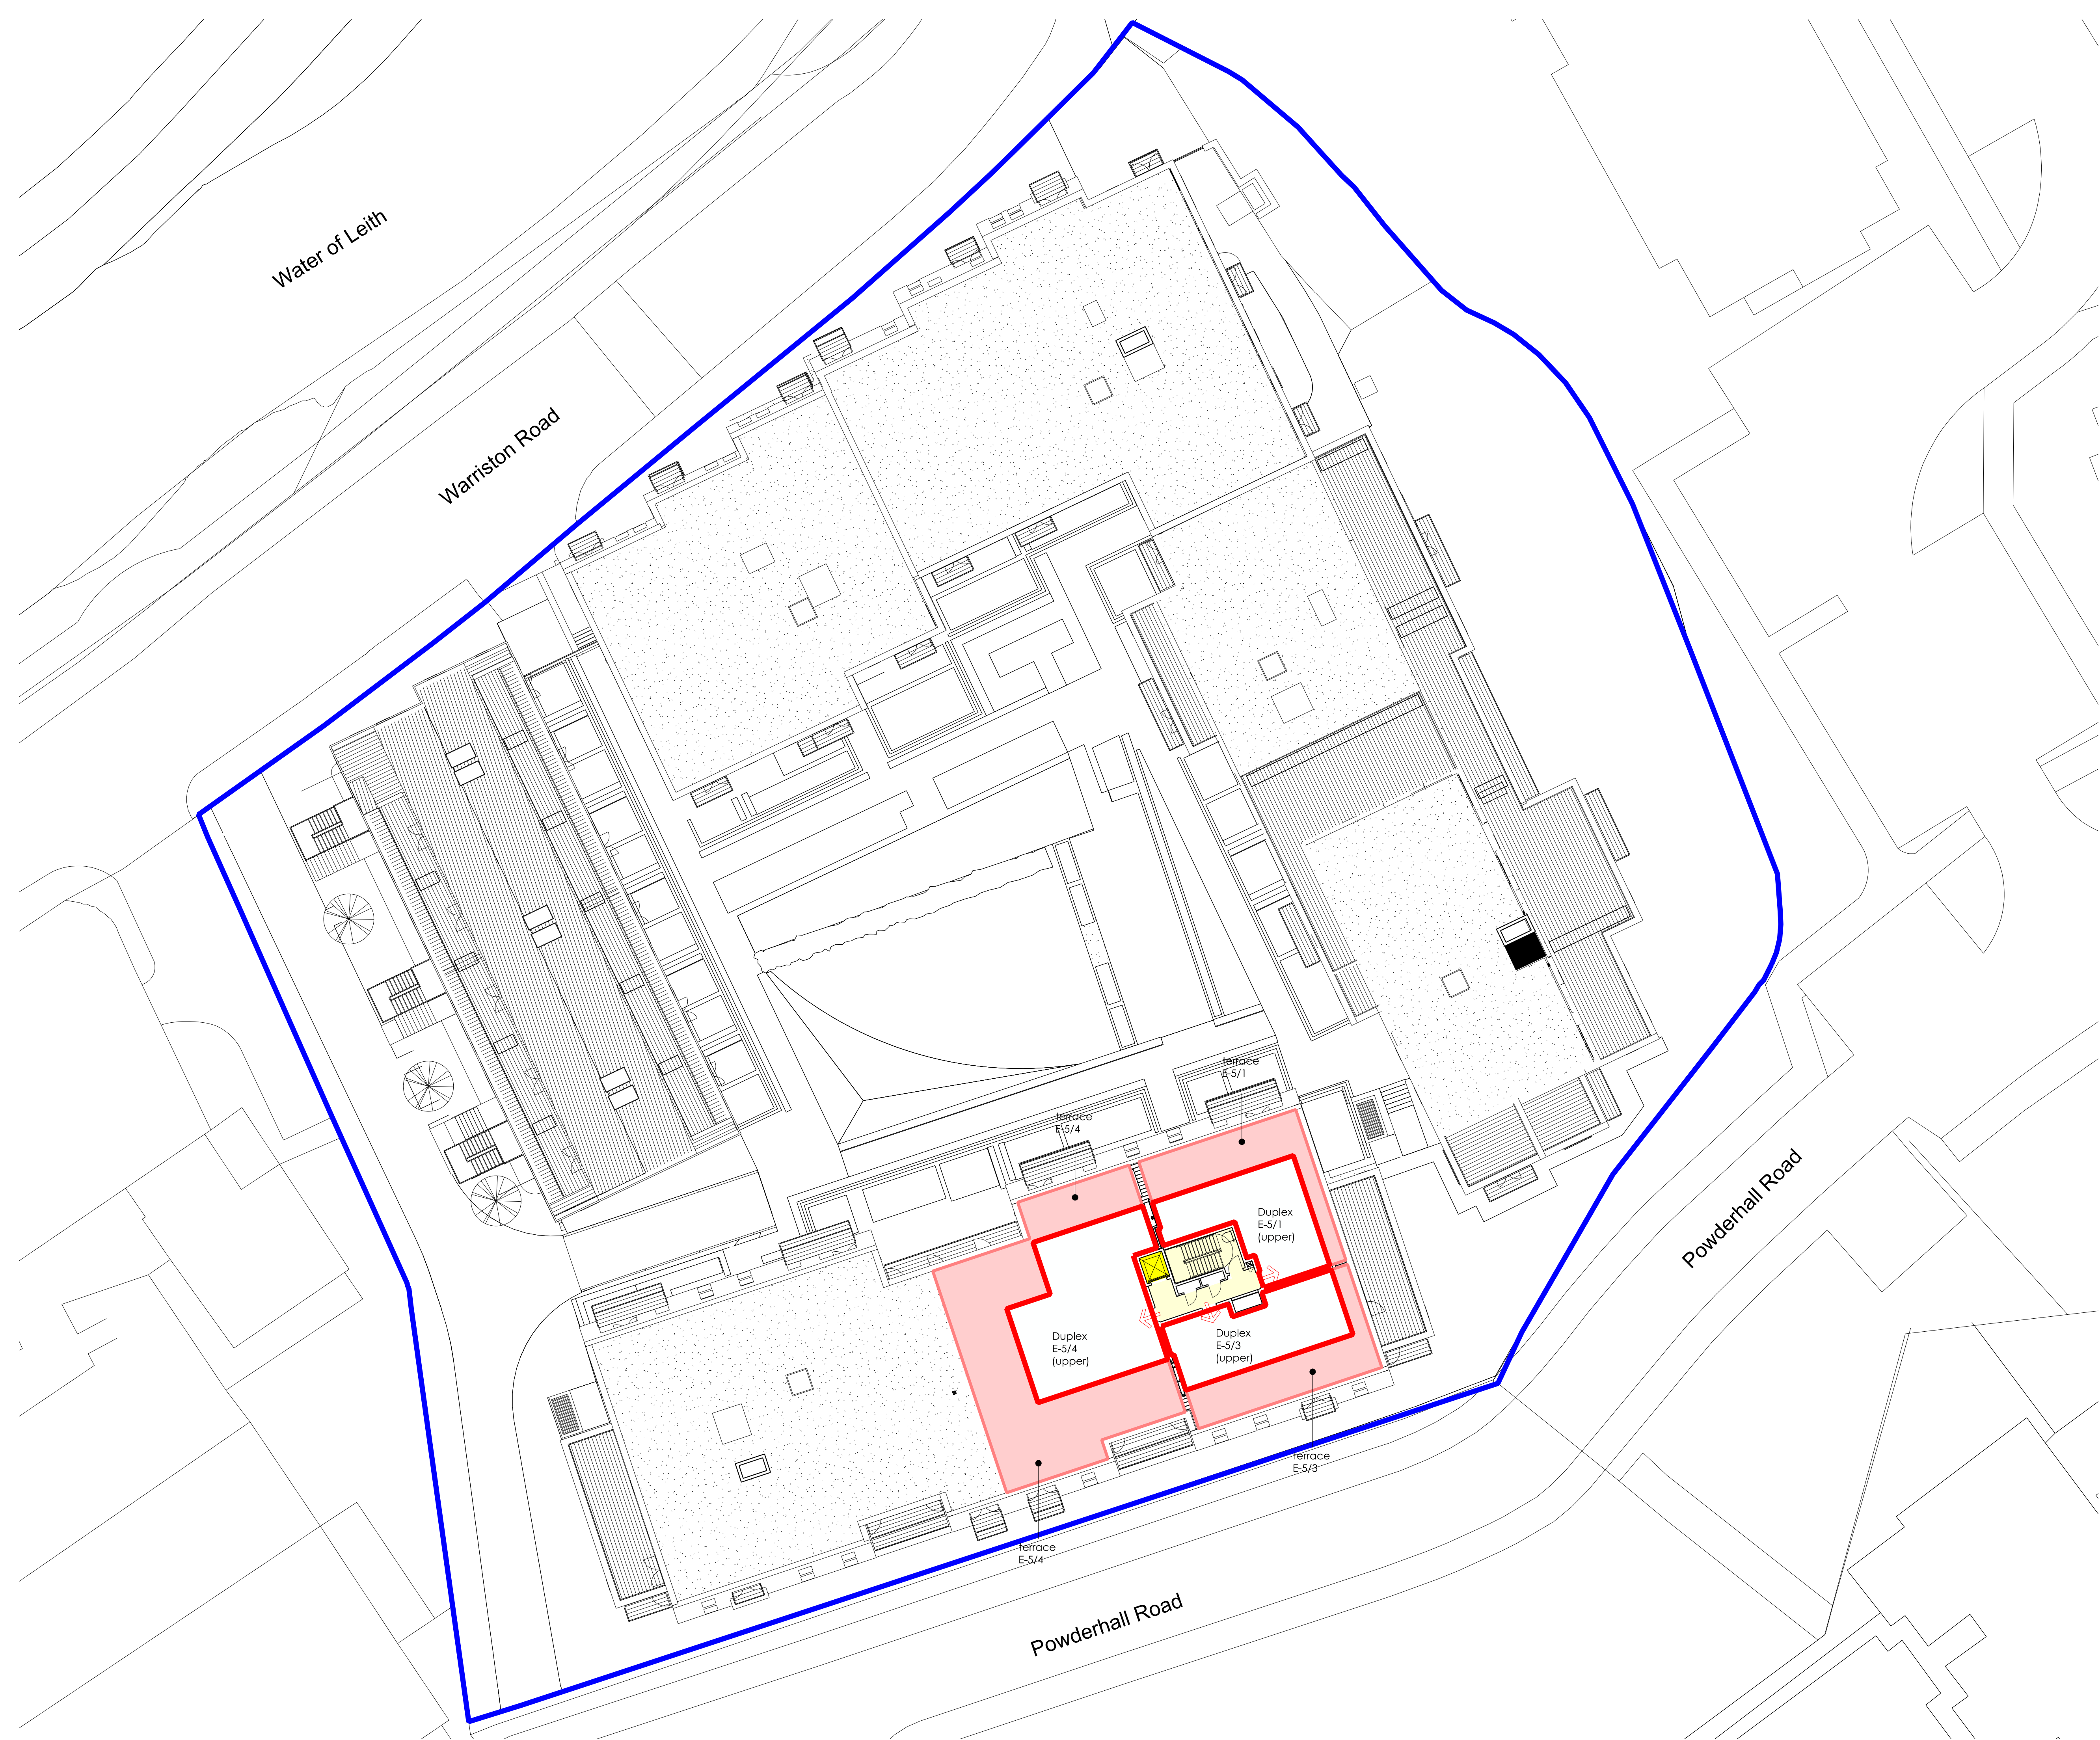 Water of Leith
Warriston Road
terrace
E-5/1
terrace
E-5/4
Duplex
E-5/1
(upper)
Duplex
E-5/4
(upper)
Duplex
E-5/3
(upper)
terrace
E-5/3
terrace
E-5/4
Powderhall Road
Powderhall Road